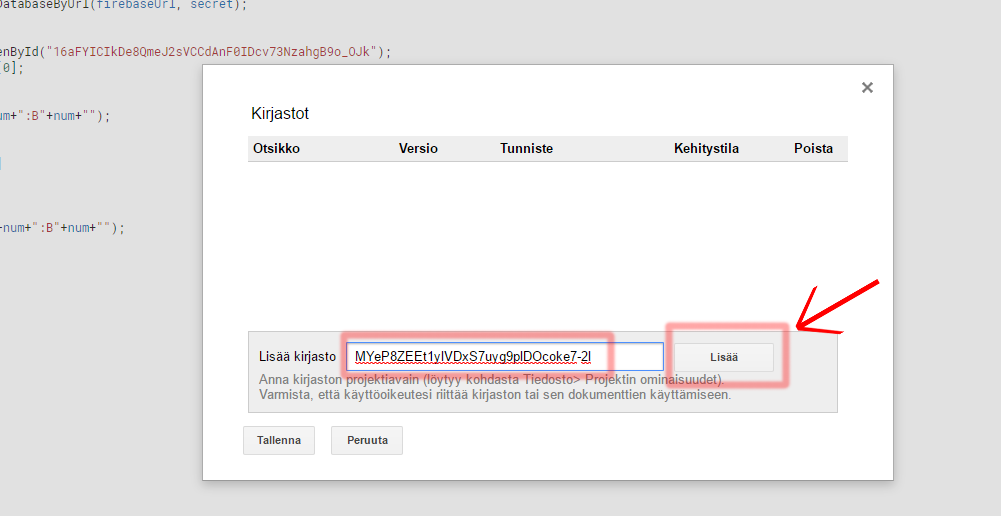 DatabaseByUrl(firebaseUrl, secret);
enById("16aFYICIkDe8QmeJ2sVCCdAnF0IDcv73NzahgB9o_OJk");
[0];
um+":B"+num+"");
+num+":B"+num+"");
Kirjastot
Otsikko Versio Tunniste Kehitystila Poista
Lisää kirjasto MYeP8ZEEt1ylVDxS7uyg9plDOcoke7-2l Lisää
Anna kirjaston projektiavain (löytyy kohdasta Tiedosto> Projektin ominaisuudet).
Varmista, että käyttöoikeutesi riittää kirjaston tai sen dokumenttien käyttämiseen.
Tallenna Peruuta